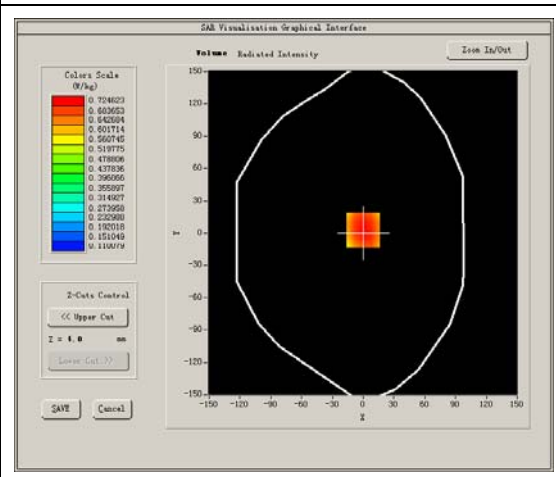 SAR Visualisation Graphical Interface
Volume Radiated Intensity
Zoom In/Out
Colors Scale
(W/kg)
0.724623
0.683653
0.642684
0.601714
0.560745
0.519775
0.478806
0.437836
0.396866
0.355897
0.314927
0.273958
0.232988
0.192018
0.151049
0.110079
Z-Cuts Control
<< Upper Cut
Z = 4.0 mm
Lower Cut >>
SAVE
Cancel
150
120
90
60
30
0
-30
-60
-90
-120
-150
Y
-150 -120 -90 -60 -30 0 30 60 90 120 150
X